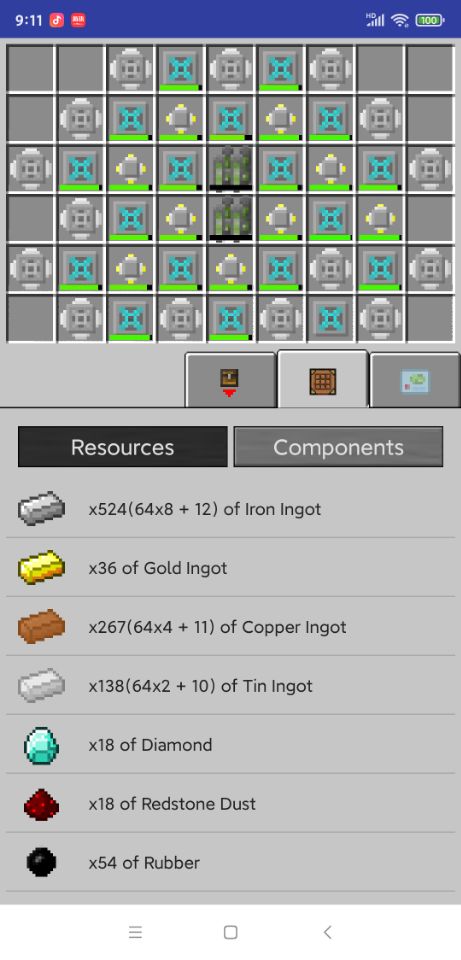 9:11
HD
100
Resources
Components
x524(64x8 + 12) of Iron Ingot
x36 of Gold Ingot
x267(64x4 + 11) of Copper Ingot
x138(64x2 + 10) of Tin Ingot
x18 of Diamond
x18 of Redstone Dust
x54 of Rubber